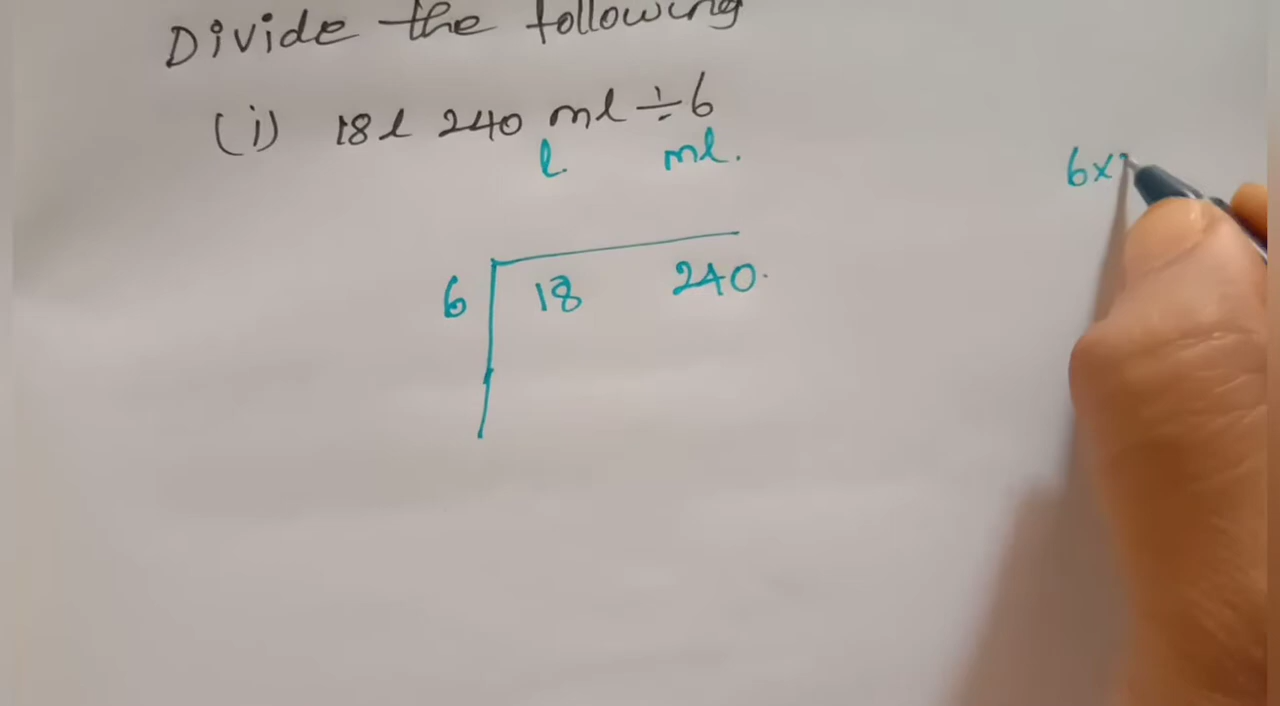 Divide the following
(i) 18 l 240 ml ÷ 6
l. ml.
6x
6 18 240.